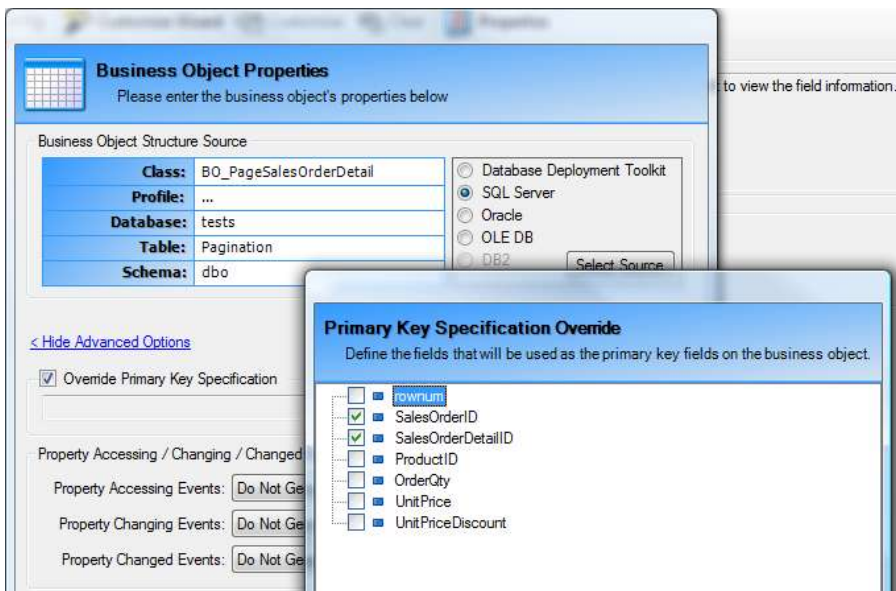 Customize Wizard Customize Clear Properties
Business Object Properties
Please enter the business object's properties below
t to view the field information.
Business Object Structure Source
Class: BO_PageSalesOrderDetail
Profile: ...
Database: tests
Table: Pagination
Schema: dbo
Database Deployment Toolkit
SQL Server
Oracle
OLE DB
DB2
Select Source
< Hide Advanced Options
Override Primary Key Specification
Property Accessing / Changing / Changed
Property Accessing Events: Do Not Ge
Property Changing Events: Do Not Ge
Property Changed Events: Do Not Ge
Primary Key Specification Override
Define the fields that will be used as the primary key fields on the business object.
rownum
SalesOrderID
SalesOrderDetailID
ProductID
OrderQty
UnitPrice
UnitPriceDiscount